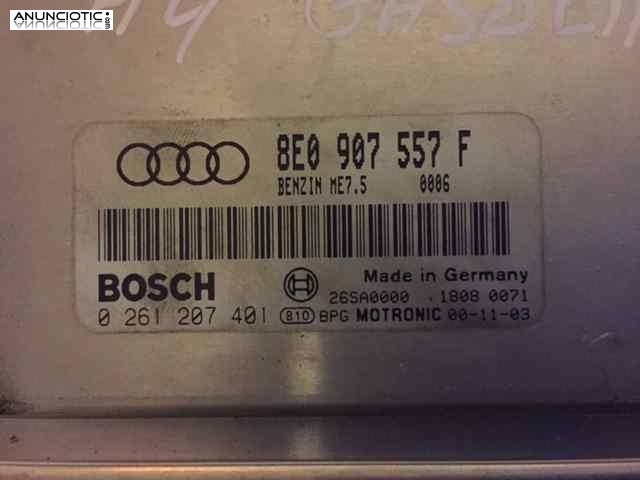 ANUNCIOTIC.com
8E0 907 557 F
BENZIN ME7.5 0006
BOSCH
Made in Germany
26SA0000 .1808 0071
0 261 207 401 810 BPG MOTRONIC 00-11-03